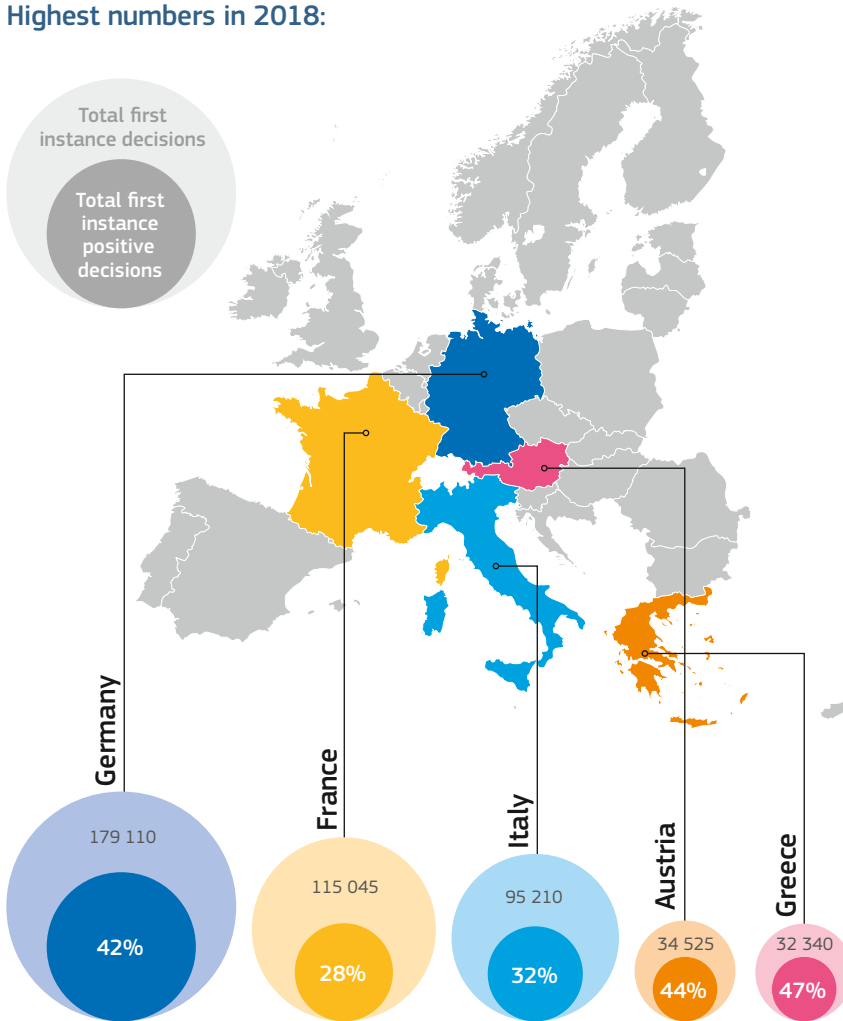 Highest numbers in 2018:
Total first
instance decisions
Total first
instance
positive
decisions
Germany
179 110
42%
France
115 045
28%
Italy
95 210
32%
Austria
34 525
44%
Greece
32 340
47%